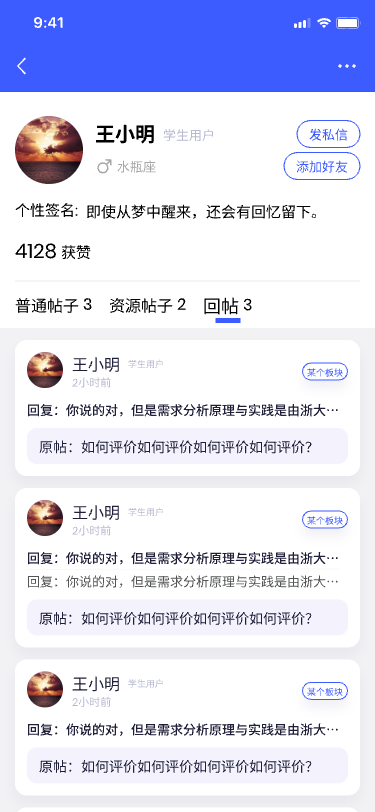 9:41
王小明 学生用户 发私信
水瓶座 添加好友
个性签名: 即使从梦中醒来，还会有回忆留下。
4128 获赞
普通帖子 3 资源帖子 2 回帖 3
王小明 学生用户
2小时前 某个板块
回复：你说的对，但是需求分析原理与实践是由浙大…
原帖：如何评价如何评价如何评价如何评价？
王小明 学生用户
2小时前 某个板块
回复：你说的对，但是需求分析原理与实践是由浙大…
回复：你说的对，但是需求分析原理与实践是由浙大…
原帖：如何评价如何评价如何评价如何评价？
王小明 学生用户
2小时前 某个板块
回复：你说的对，但是需求分析原理与实践是由浙大…
原帖：如何评价如何评价如何评价如何评价？